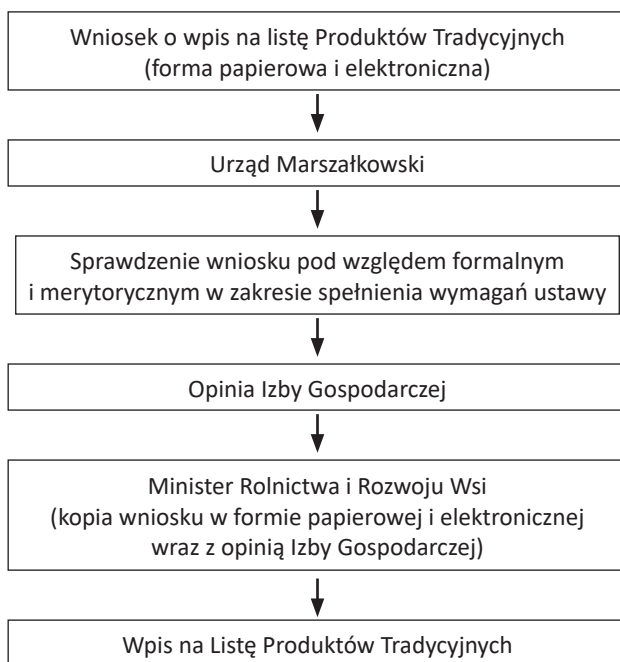 Wniosek o wpis na listę Produktów Tradycyjnych
(forma papierowa i elektroniczna)
Urząd Marszałkowski
Sprawdzenie wniosku pod względem formalnym
i merytorycznym w zakresie spełnienia wymagań ustawy
Opinia Izby Gospodarczej
Minister Rolnictwa i Rozwoju Wsi
(kopia wniosku w formie papierowej i elektronicznej
wraz z opinią Izby Gospodarczej)
Wpis na Listę Produktów Tradycyjnych